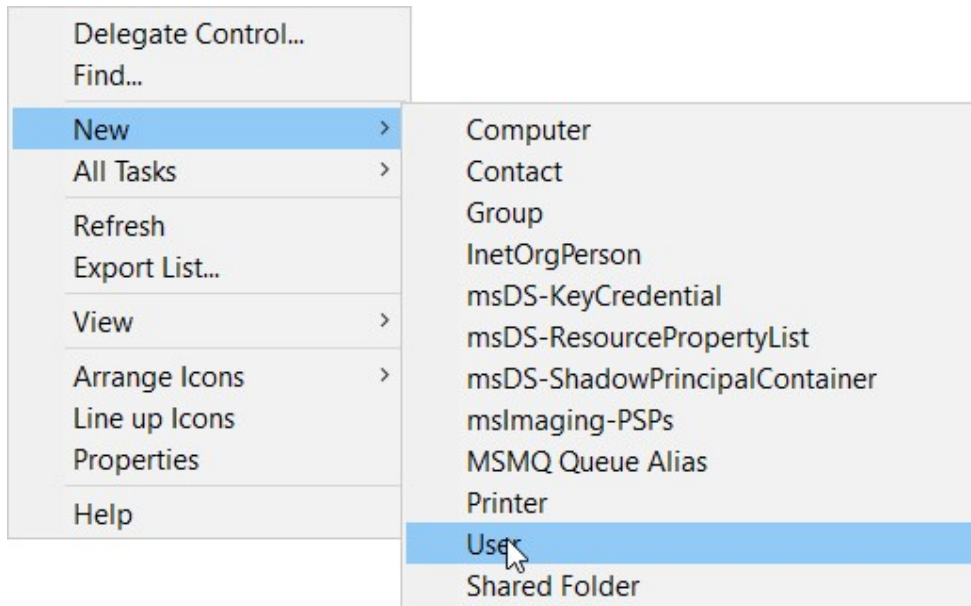 Delegate Control...
Find...
New
All Tasks
Refresh
Export List...
View
Arrange Icons
Line up Icons
Properties
Help
Computer
Contact
Group
InetOrgPerson
msDS-KeyCredential
msDS-ResourcePropertyList
msDS-ShadowPrincipalContainer
msImaging-PSPs
MSMQ Queue Alias
Printer
User
Shared Folder